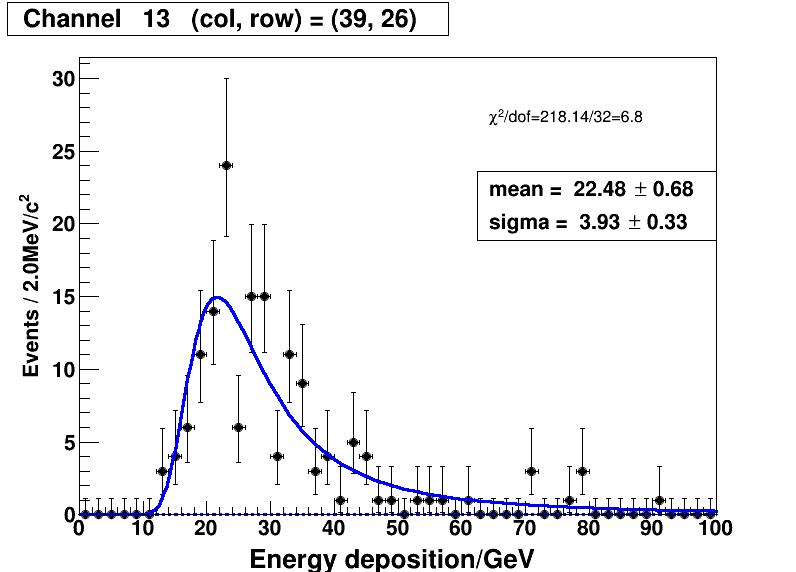 Channel 13 (col, row) = (39, 26)
χ²/dof=218.14/32=6.8
mean = 22.48 ± 0.68
sigma = 3.93 ± 0.33
Events / 2.0MeV/c²
30
25
20
15
10
5
0
0 10 20 30 40 50 60 70 80 90 100
Energy deposition/GeV